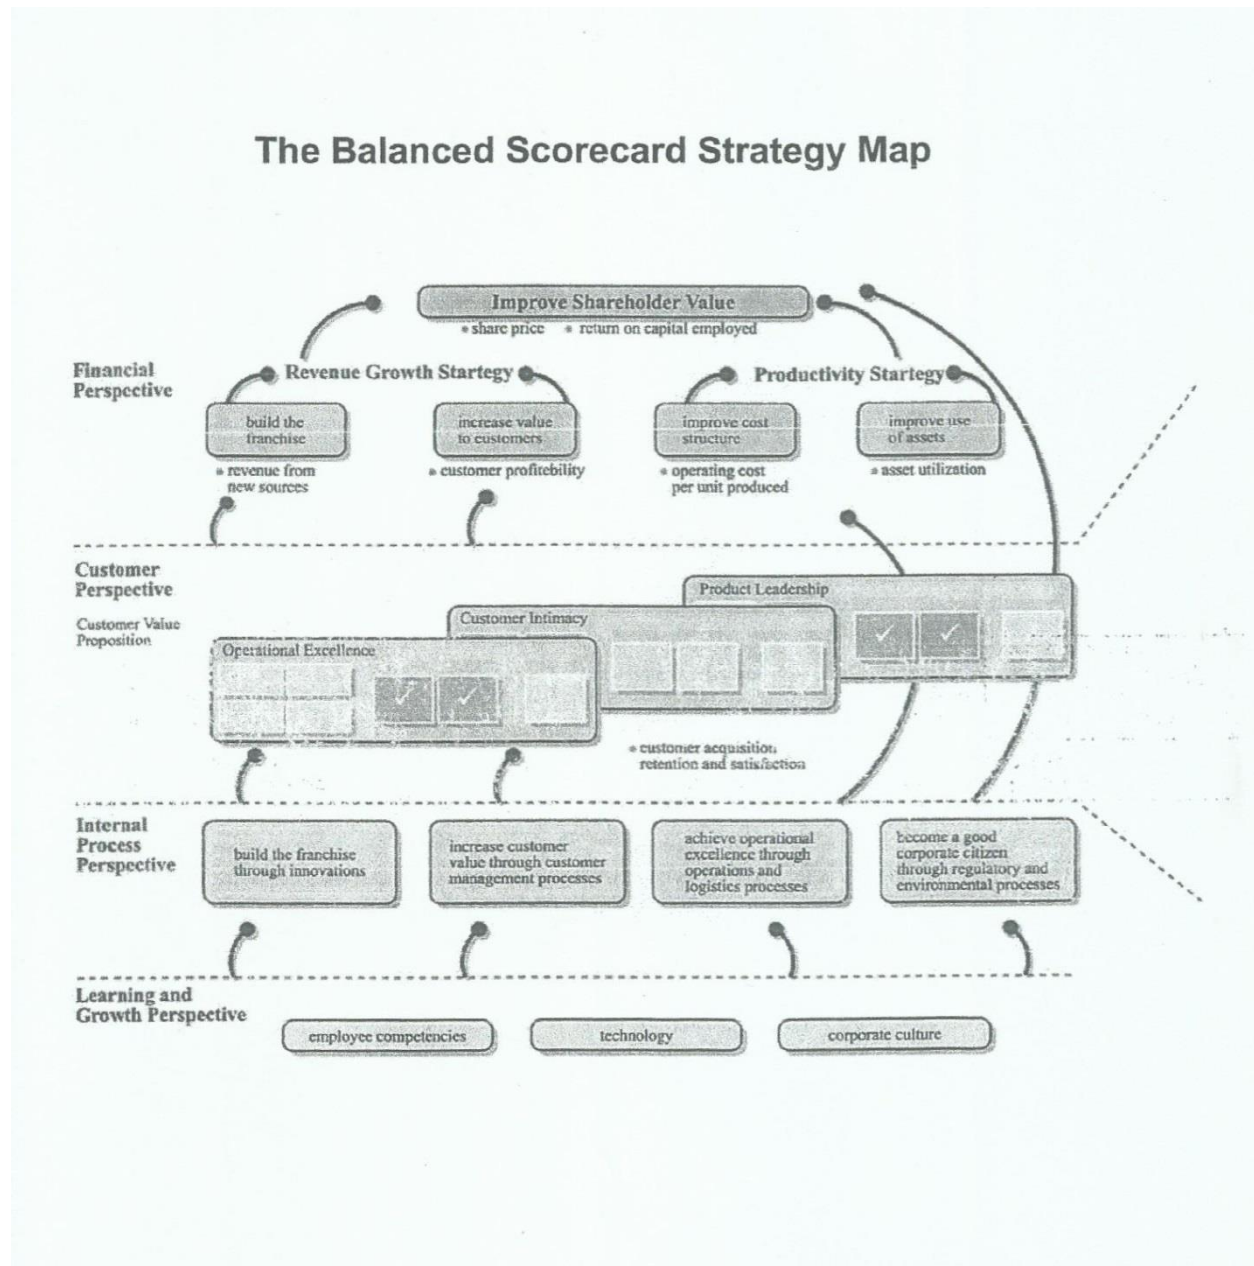 The Balanced Scorecard Strategy Map
Improve Shareholder Value
• share price • return on capital employed
Financial
Perspective
Revenue Growth Startegy
Productivity Startegy
build the
franchise
increase value
to customers
improve cost
structure
improve use
of assets
• revenue from
new sources
• customer profitebility
• operating cost
per unit produced
• asset utilization
Customer
Perspective
Customer Value
Proposition
Product Leadership
Customer Intimacy
Operational Excellence
• customer acquisition,
retention and satisfaction
Internal
Process
Perspective
build the franchise
through innovations
increase customer
value through customer
management processes
achieve operational
excellence through
operations and
logistics processes
become a good
corporate citizen
through regulatory and
environmental processes
Learning and
Growth Perspective
employee competencies
technology
corporate culture